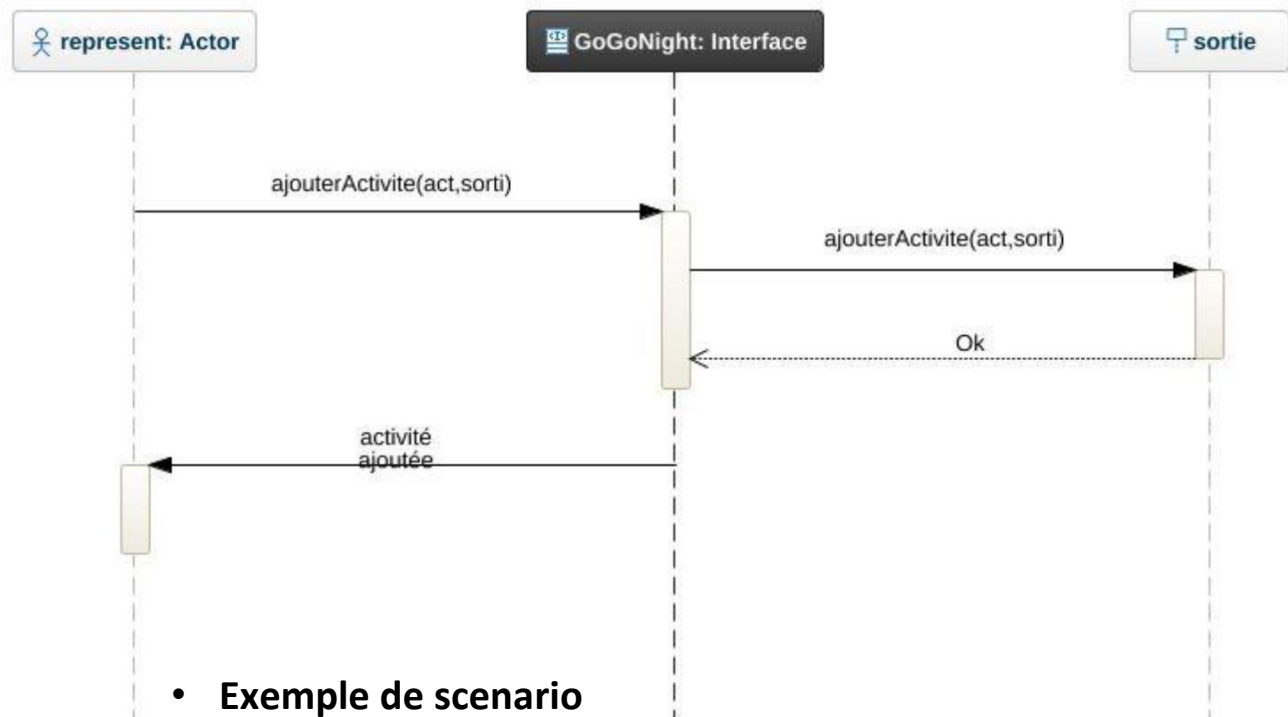 represent: Actor
GoGoNight: Interface
sortie
ajouterActivite(act,sorti)
ajouterActivite(act,sorti)
Ok
activité
ajoutée
• Exemple de scenario